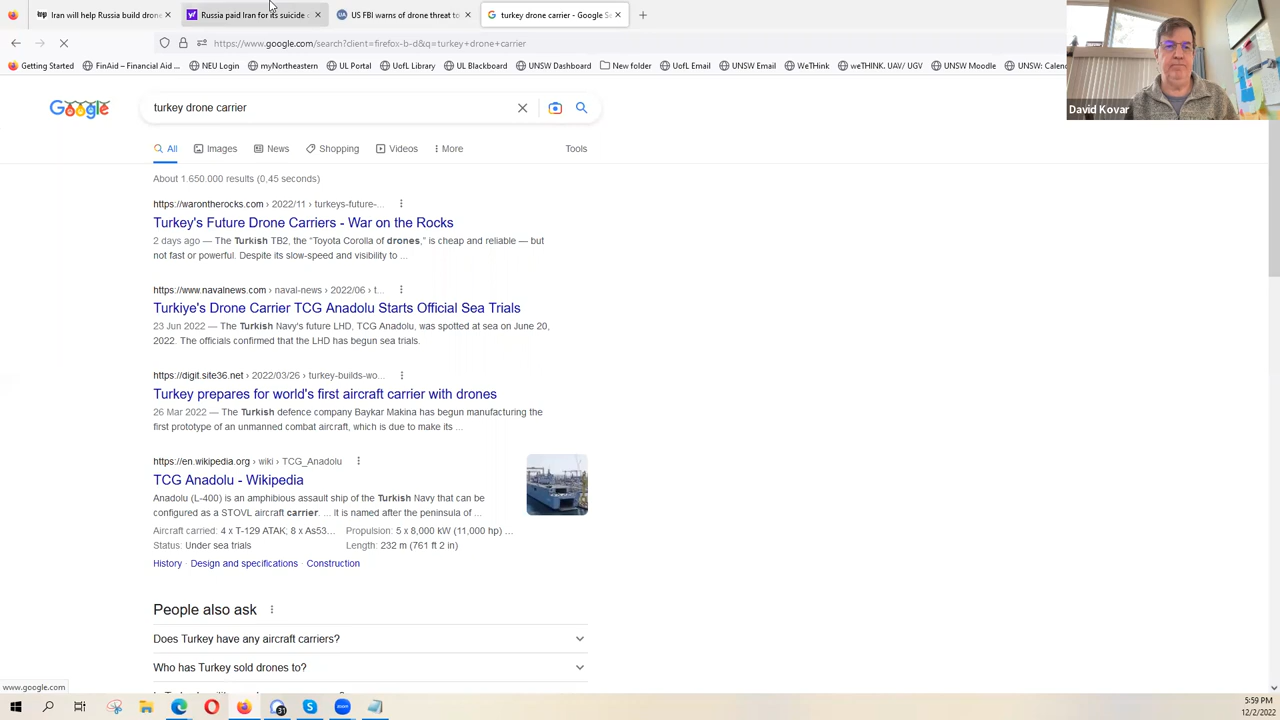 Iran will help Russia build drone
Russia paid Iran for its suicide
US FBI warns of drone threat to
turkey drone carrier - Google Se
https://www.google.com/search?client=firefox-b-d&q=turkey+drone+carrier
Getting Started
FinAid – Financial Aid ...
NEU Login
myNortheastern
UL Portal
UofL Library
UL Blackboard
UNSW Dashboard
New folder
UofL Email
UNSW Email
WeTHink
weTHINK. UAV/ UGV
UNSW Moodle
UNSW: Calen
David Kovar
Google
turkey drone carrier
All
Images
News
Shopping
Videos
More
Tools
About 1.650.000 results (0,45 seconds)
https://warontherocks.com › 2022/11 › turkeys-future-...
Turkey's Future Drone Carriers - War on the Rocks
2 days ago — The Turkish TB2, the “Toyota Corolla of drones,” is cheap and reliable — but
not fast or powerful. Despite its slow-speed and visibility to ...
https://www.navalnews.com › naval-news › 2022/06 › t...
Turkiye's Drone Carrier TCG Anadolu Starts Official Sea Trials
23 Jun 2022 — The Turkish Navy's future LHD, TCG Anadolu, was spotted at sea on June 20,
2022. The officials confirmed that the LHD has begun sea trials.
https://digit.site36.net › 2022/03/26 › turkey-builds-wo...
Turkey prepares for world's first aircraft carrier with drones
26 Mar 2022 — The Turkish defence company Baykar Makina has begun manufacturing the
first prototype of an unmanned combat aircraft, which is due to make its ...
https://en.wikipedia.org › wiki › TCG_Anadolu
TCG Anadolu - Wikipedia
Anadolu (L-400) is an amphibious assault ship of the Turkish Navy that can be
configured as a STOVL aircraft carrier. ... It is named after the peninsula of ...
Aircraft carried: 4 x T-129 ATAK; 8 x As53... Propulsion: 5 x 8,000 kW (11,000 hp) ...
Status: Under sea trials Length: 232 m (761 ft 2 in)
History · Design and specifications · Construction
People also ask
Does Turkey have any aircraft carriers?
Who has Turkey sold drones to?
www.google.com
31
5:59 PM
12/2/2022